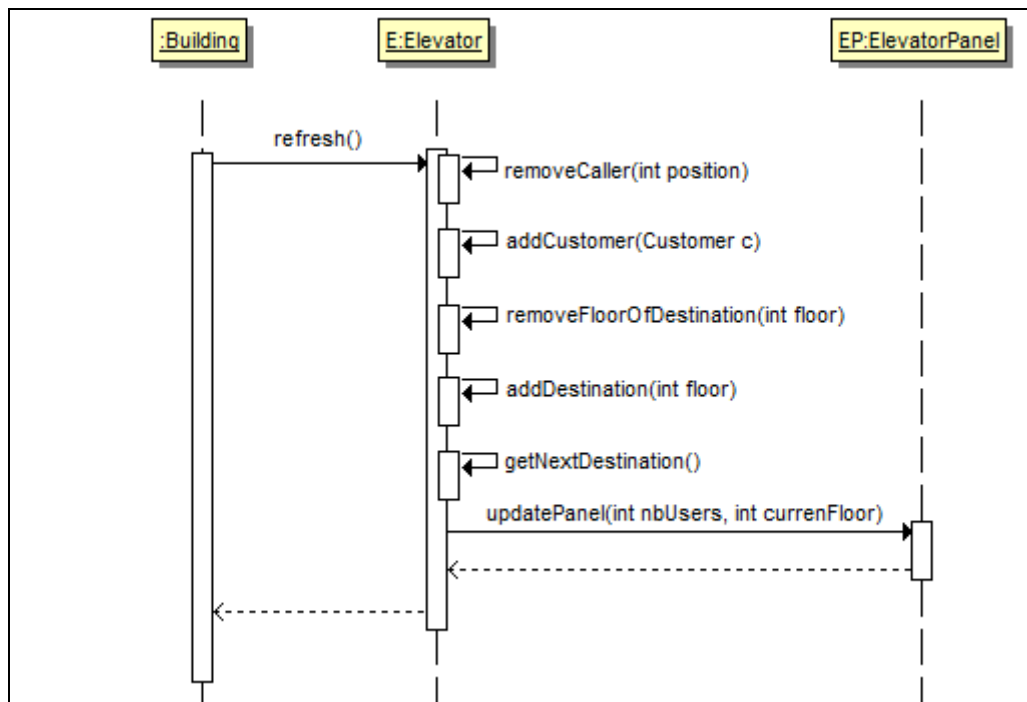 :Building
E:Elevator
EP:ElevatorPanel
refresh()
removeCaller(int position)
addCustomer(Customer c)
removeFloorOfDestination(int floor)
addDestination(int floor)
getNextDestination()
updatePanel(int nbUsers, int currenFloor)